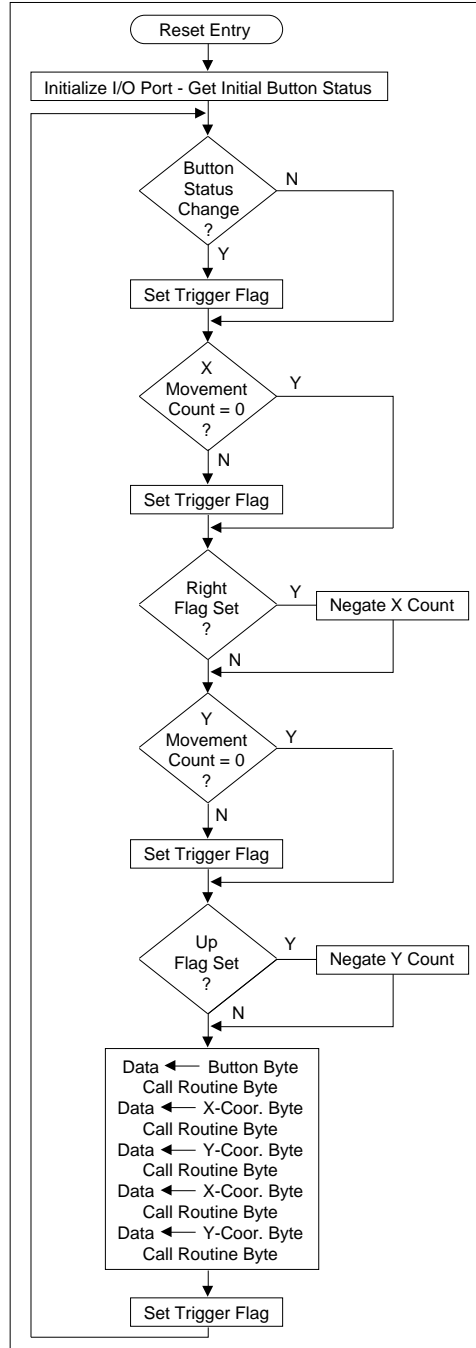 Reset Entry
Initialize I/O Port - Get Initial Button Status
Button
Status
Change
?
N
Y
Set Trigger Flag
X
Movement
Count = 0
?
Y
N
Set Trigger Flag
Right
Flag Set
?
Y
Negate X Count
N
Y
Movement
Count = 0
?
Y
N
Set Trigger Flag
Up
Flag Set
?
Y
Negate Y Count
N
Data ← Button Byte
Call Routine Byte
Data ← X-Coor. Byte
Call Routine Byte
Data ← Y-Coor. Byte
Call Routine Byte
Data ← X-Coor. Byte
Call Routine Byte
Data ← Y-Coor. Byte
Call Routine Byte
Set Trigger Flag